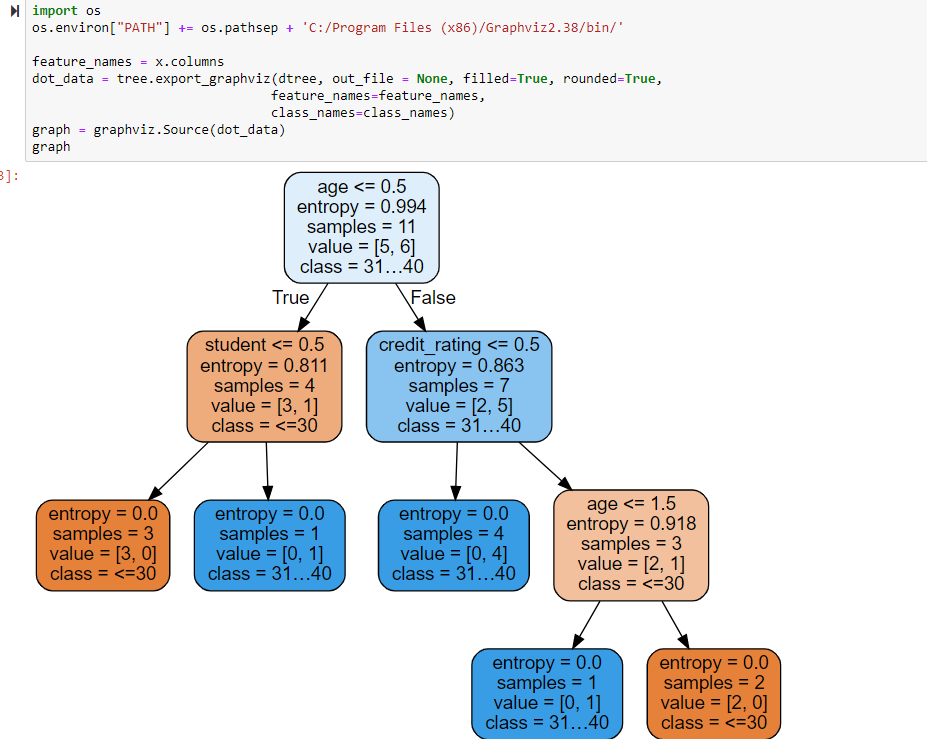 import os
os.environ["PATH"] += os.pathsep + 'C:/Program Files (x86)/Graphviz2.38/bin/'
feature_names = x.columns
dot_data = tree.export_graphviz(dtree, out_file = None, filled=True, rounded=True,
feature_names=feature_names,
class_names=class_names)
graph = graphviz.Source(dot_data)
graph
3]:
age <= 0.5
entropy = 0.994
samples = 11
value = [5, 6]
class = 31…40
True
False
student <= 0.5
entropy = 0.811
samples = 4
value = [3, 1]
class = <=30
credit_rating <= 0.5
entropy = 0.863
samples = 7
value = [2, 5]
class = 31…40
entropy = 0.0
samples = 3
value = [3, 0]
class = <=30
entropy = 0.0
samples = 1
value = [0, 1]
class = 31…40
entropy = 0.0
samples = 4
value = [0, 4]
class = 31…40
age <= 1.5
entropy = 0.918
samples = 3
value = [2, 1]
class = <=30
entropy = 0.0
samples = 1
value = [0, 1]
class = 31…40
entropy = 0.0
samples = 2
value = [2, 0]
class = <=30